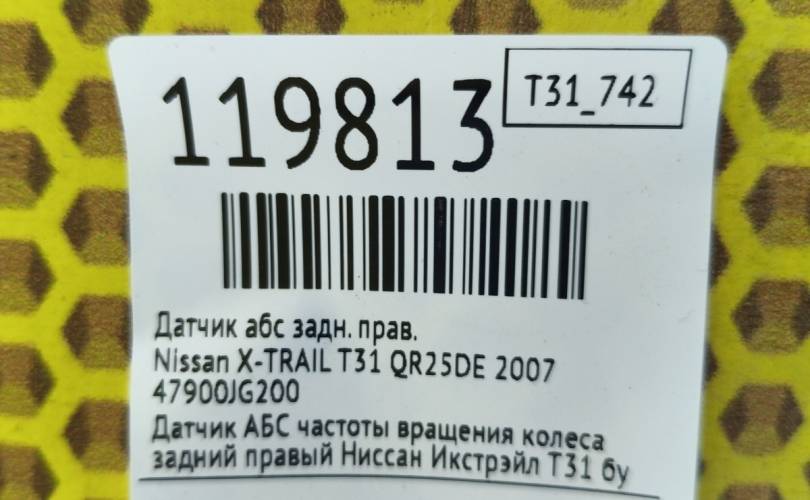 119813
T31_742
Датчик абс задн. прав.
Nissan X-TRAIL T31 QR25DE 2007
47900JG200
Датчик АБС частоты вращения колеса
задний правый Ниссан Икстрэйл Т31 бу